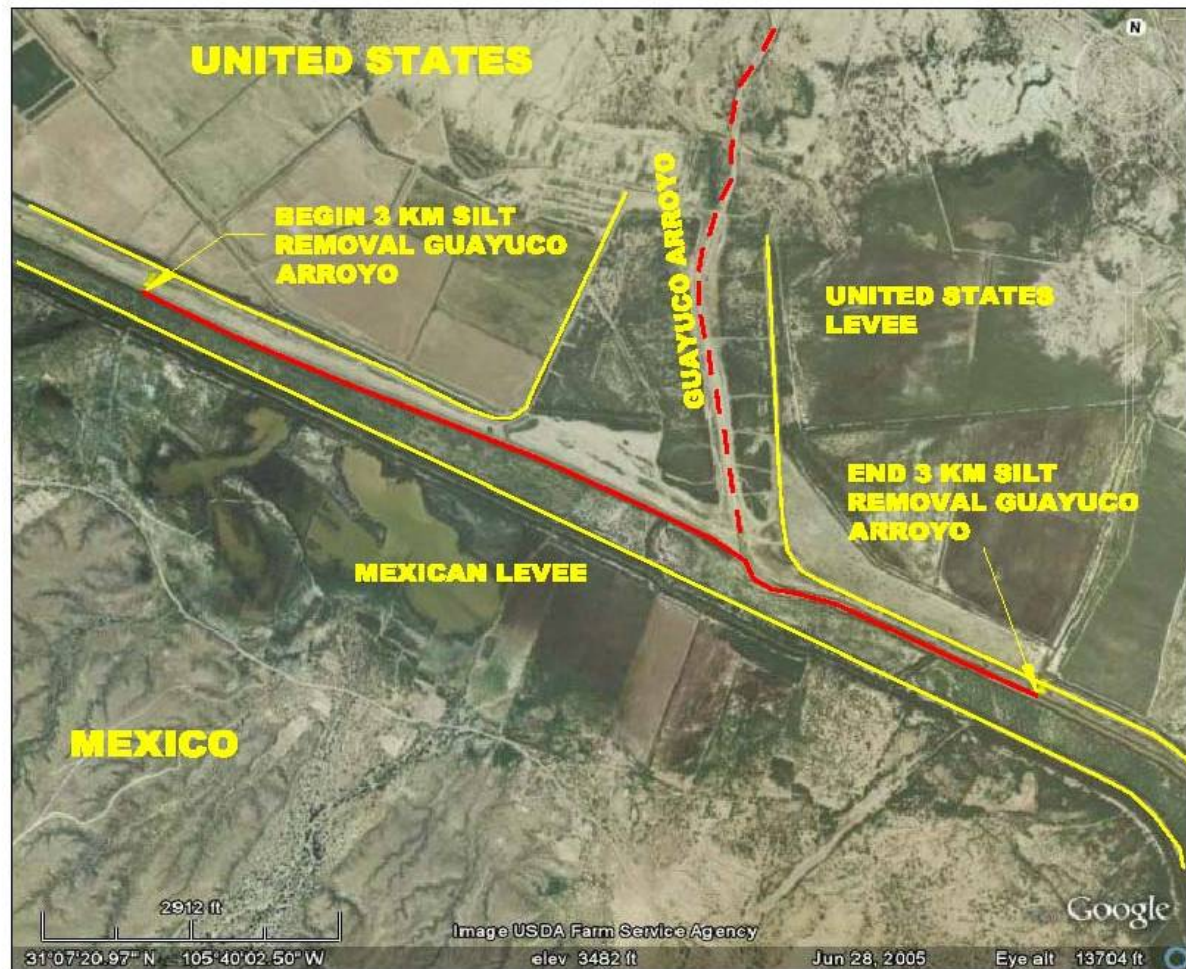 UNITED STATES
N
BEGIN 3 KM SILT
REMOVAL GUAYUCO
ARROYO
GUAYUCO ARROYO
UNITED STATES
LEVEE
END 3 KM SILT
REMOVAL GUAYUCO
ARROYO
MEXICAN LEVEE
MEXICO
2912 ft
Google
Image USDA Farm Service Agency
31°07'20.97" N 105°40'02.50" W elev 3482 ft Jun 28, 2005 Eye alt 13704 ft